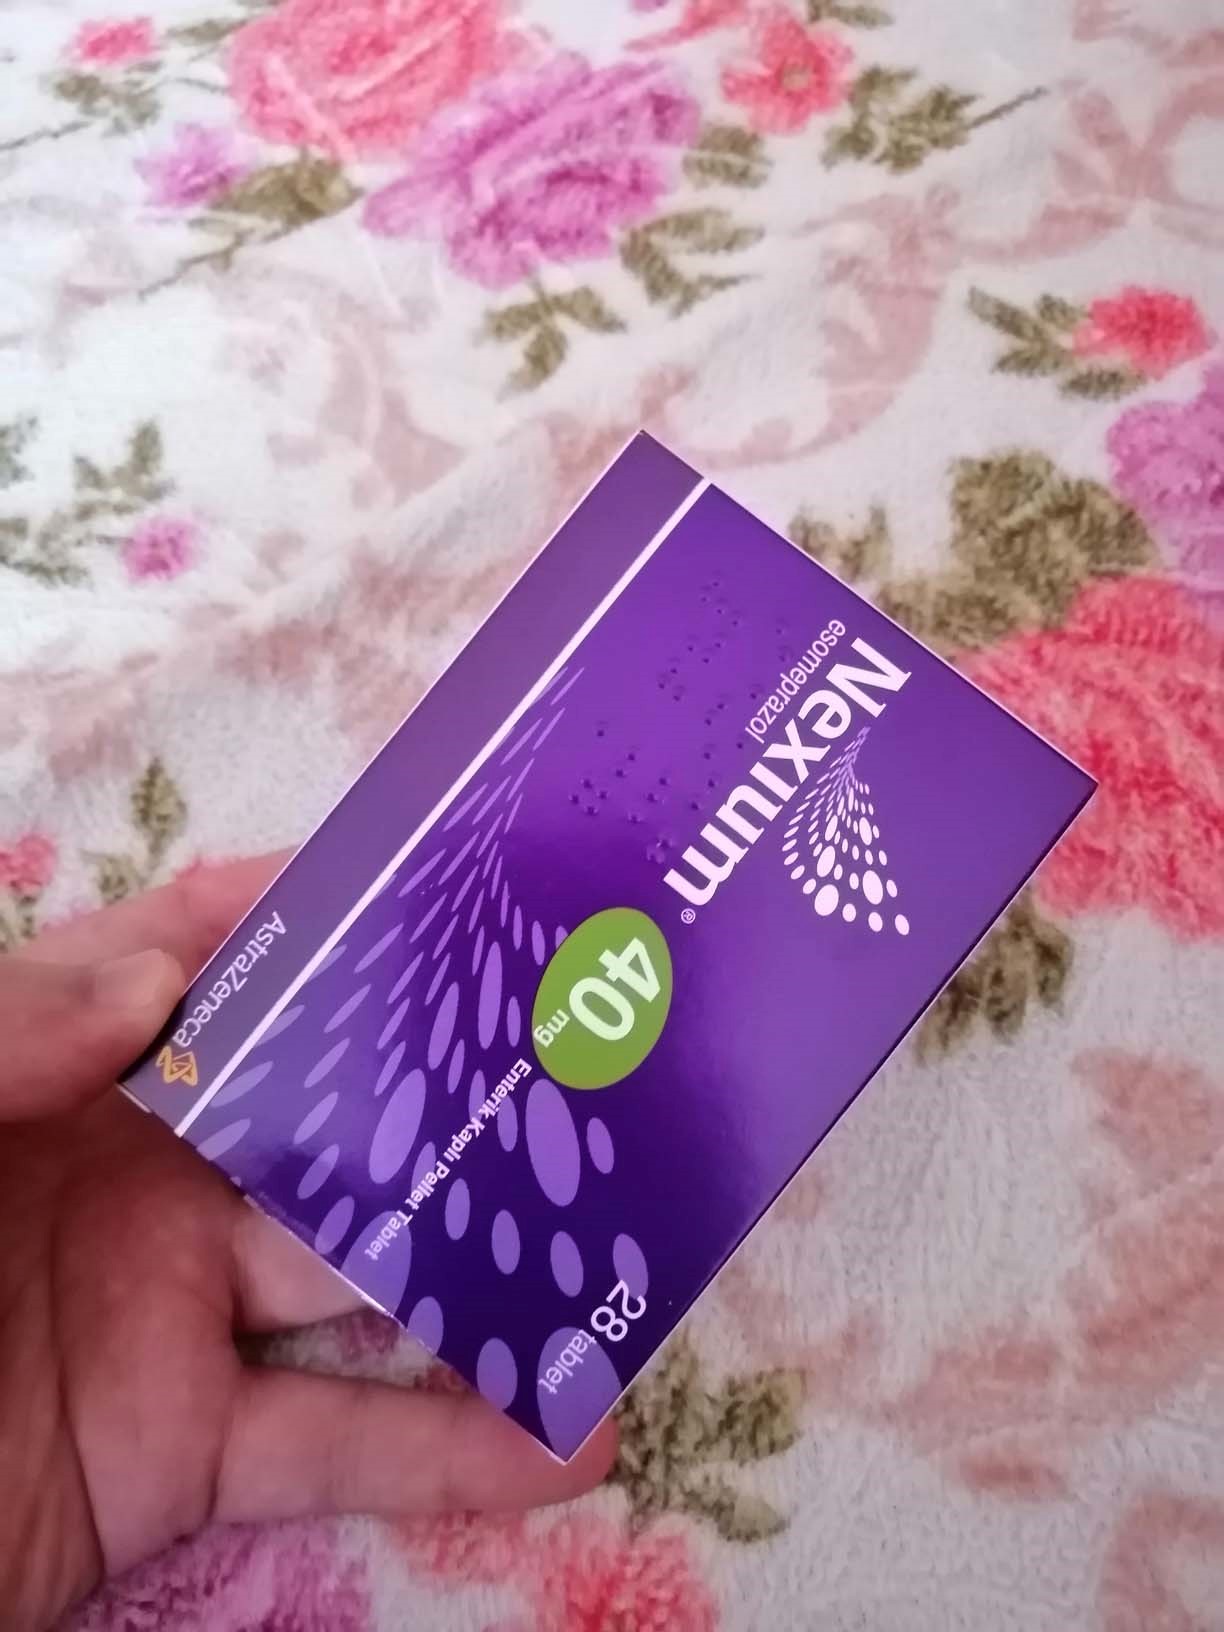 Nexium®
esomeprazol
40
mg
Enterik Kaplı Pellet Tablet
28 tablet
AstraZeneca